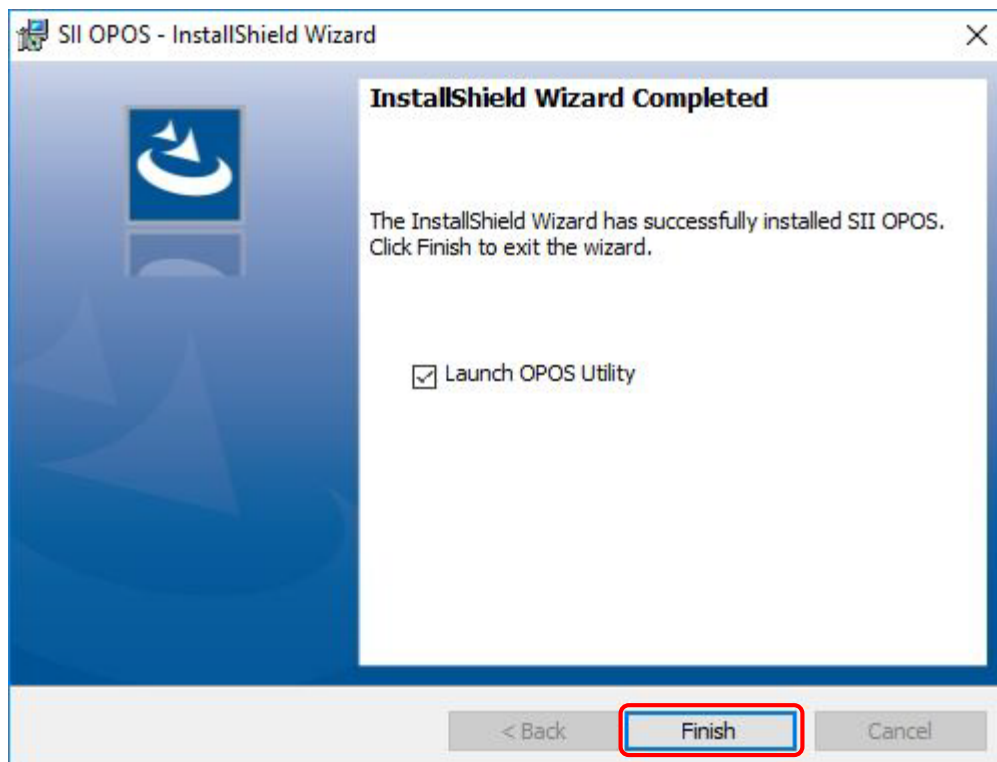 SII OPOS - InstallShield Wizard
InstallShield Wizard Completed
The InstallShield Wizard has successfully installed SII OPOS.
Click Finish to exit the wizard.
Launch OPOS Utility
< Back
Finish
Cancel